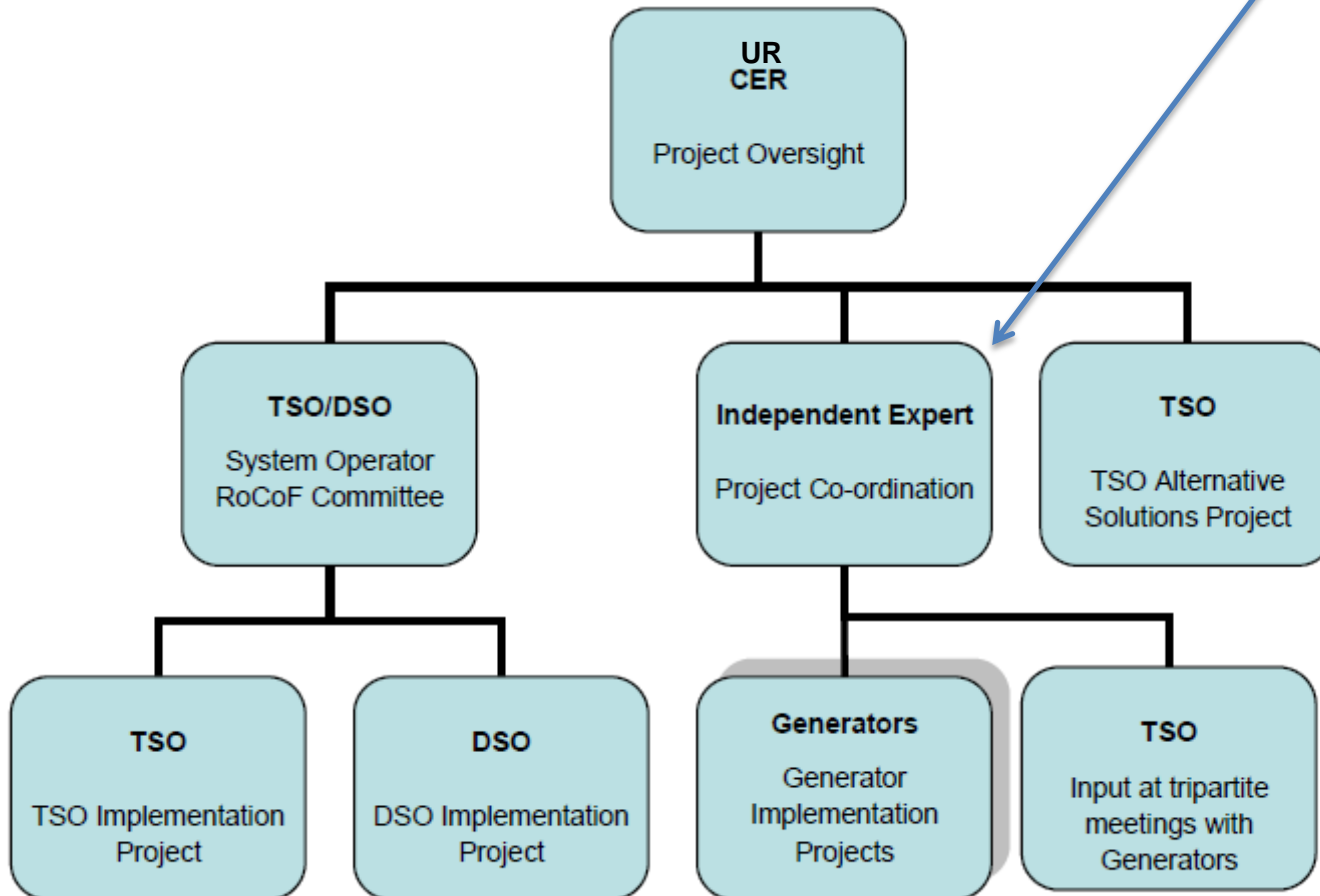 UR
CER
Project Oversight
TSO/DSO
System Operator
RoCoF Committee
Independent Expert
Project Co-ordination
TSO
TSO Alternative
Solutions Project
TSO
TSO Implementation
Project
DSO
DSO Implementation
Project
Generators
Generator
Implementation
Projects
TSO
Input at tripartite
meetings with
Generators